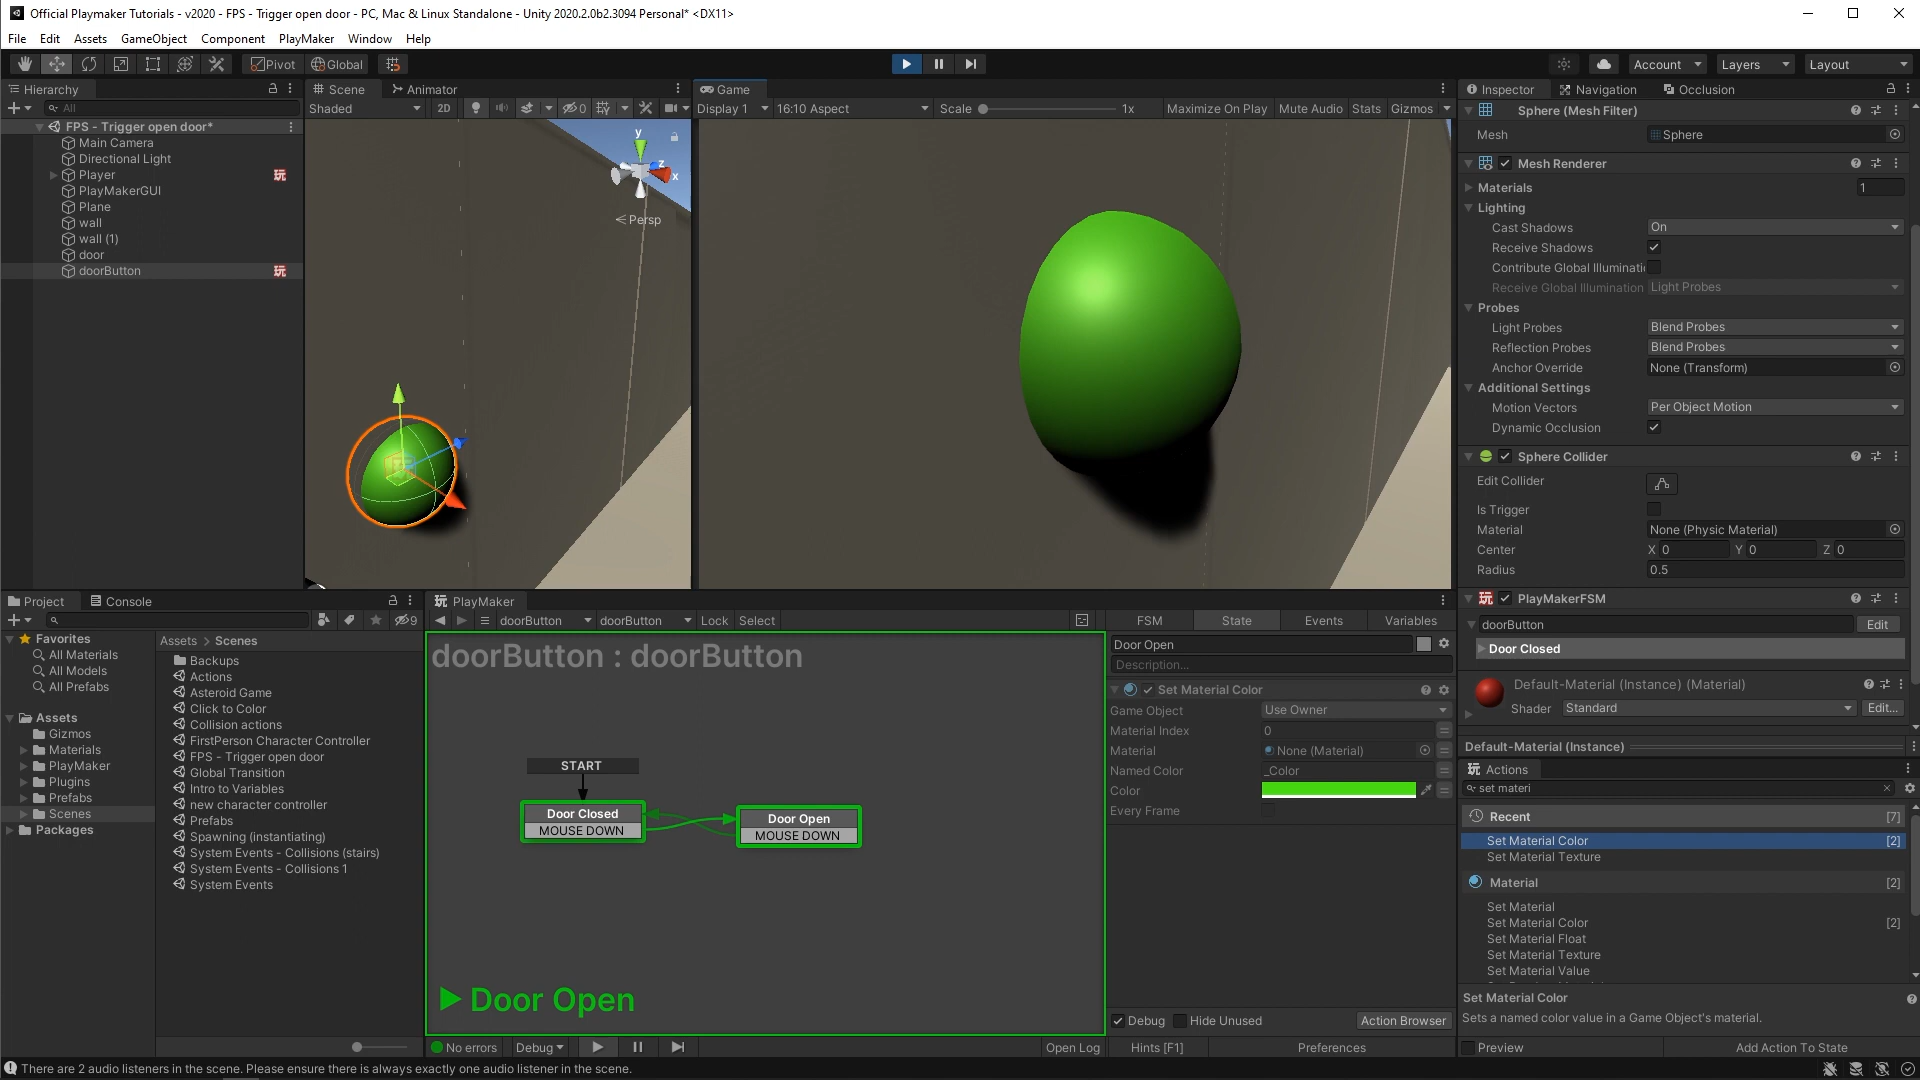 Official Playmaker Tutorials - v2020 - FPS - Trigger open door - PC, Mac & Linux Standalone - Unity 2020.2.0b2.3094 Personal* <DX11>
File Edit Assets GameObject Component PlayMaker Window Help
Pivot Global Account Layers Layout
Hierarchy
All
FPS - Trigger open door*
Main Camera
Directional Light
Player
PlayMakerGUI
Plane
wall
wall (1)
door
doorButton
Scene Animator
Shaded 2D 0
y
z
x
Persp
Game
Display 1 16:10 Aspect Scale 1x Maximize On Play Mute Audio Stats Gizmos
Inspector Navigation Occlusion
Sphere (Mesh Filter)
Mesh Sphere
Mesh Renderer
Materials 1
Lighting
Cast Shadows On
Receive Shadows
Contribute Global Illuminati
Receive Global Illumination Light Probes
Probes
Light Probes Blend Probes
Reflection Probes Blend Probes
Anchor Override None (Transform)
Additional Settings
Motion Vectors Per Object Motion
Dynamic Occlusion
Sphere Collider
Edit Collider
Is Trigger
Material None (Physic Material)
Center X 0 Y 0 Z 0
Radius 0.5
PlayMakerFSM
doorButton Edit
Door Closed
Default-Material (Instance) (Material)
Shader Standard Edit...
Default-Material (Instance)
Actions
set materi
Recent [7]
Set Material Color [2]
Set Material Texture
Material [2]
Set Material
Set Material Color [2]
Set Material Float
Set Material Texture
Set Material Value
Set Material Color
Sets a named color value in a Game Object's material.
Preview Add Action To State
Project Console
9
Favorites
All Materials
All Models
All Prefabs
Assets
Gizmos
Materials
PlayMaker
Plugins
Prefabs
Scenes
Packages
Assets > Scenes
Backups
Actions
Asteroid Game
Click to Color
Collision actions
FirstPerson Character Controller
FPS - Trigger open door
Global Transition
Intro to Variables
new character controller
Prefabs
Spawning (instantiating)
System Events - Collisions (stairs)
System Events - Collisions 1
System Events
PlayMaker
doorButton doorButton Lock Select
doorButton : doorButton
START
Door Closed
MOUSE DOWN
Door Open
MOUSE DOWN
Door Open
No errors Debug Open Log
FSM State Events Variables
Door Open
Description...
Set Material Color
Game Object Use Owner
Material Index 0
Material None (Material)
Named Color _Color
Color
Every Frame
Debug Hide Unused Action Browser
Hints [F1] Preferences
There are 2 audio listeners in the scene. Please ensure there is always exactly one audio listener in the scene.